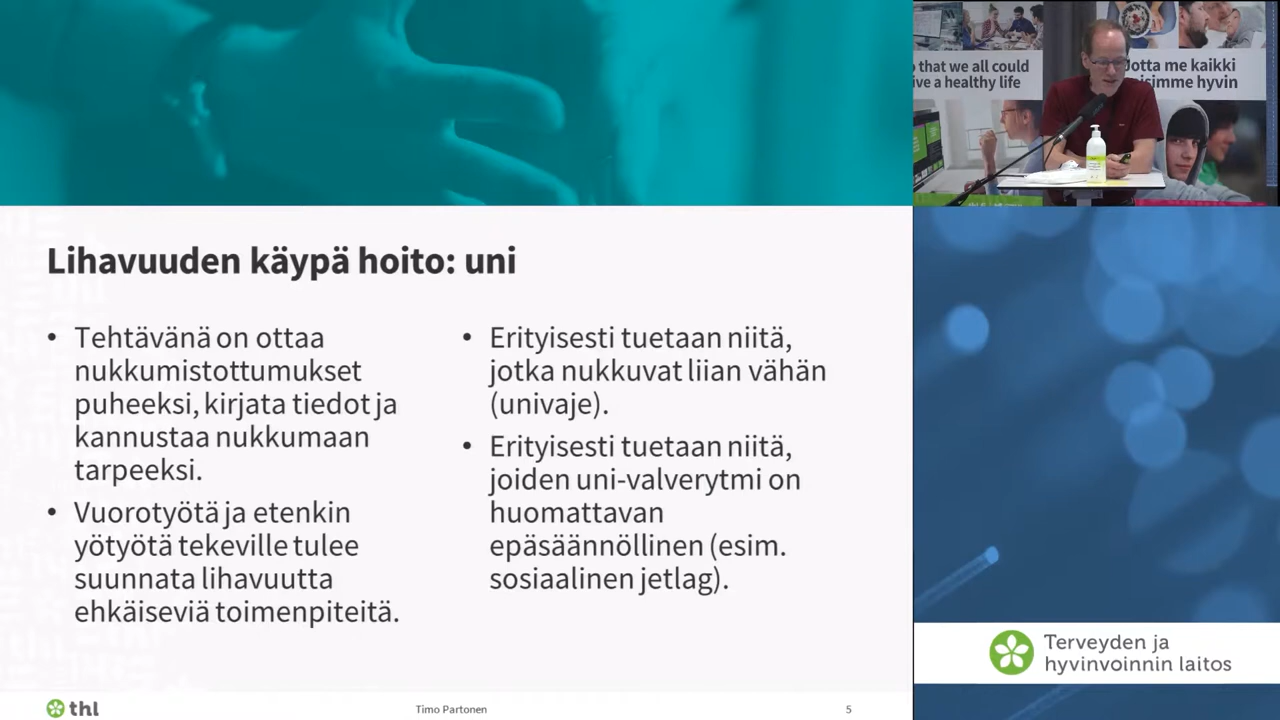 Lihavuuden käypä hoito: uni
• Tehtävänä on ottaa
nukkumistottumukset
puheeksi, kirjata tiedot ja
kannustaa nukkumaan
tarpeeksi.
• Vuorotyötä ja etenkin
yötyötä tekeville tulee
suunnata lihavuutta
ehkäiseviä toimenpiteitä.
• Erityisesti tuetaan niitä,
jotka nukkuvat liian vähän
(univaje).
• Erityisesti tuetaan niitä,
joiden uni-valverytmi on
huomattavan
epäsäännöllinen (esim.
sosiaalinen jetlag).
thl
Timo Partonen
5
that we all could
a healthy life
Jotta me kaikki
hyvin
Terveyden ja
hyvinvoinnin laitos